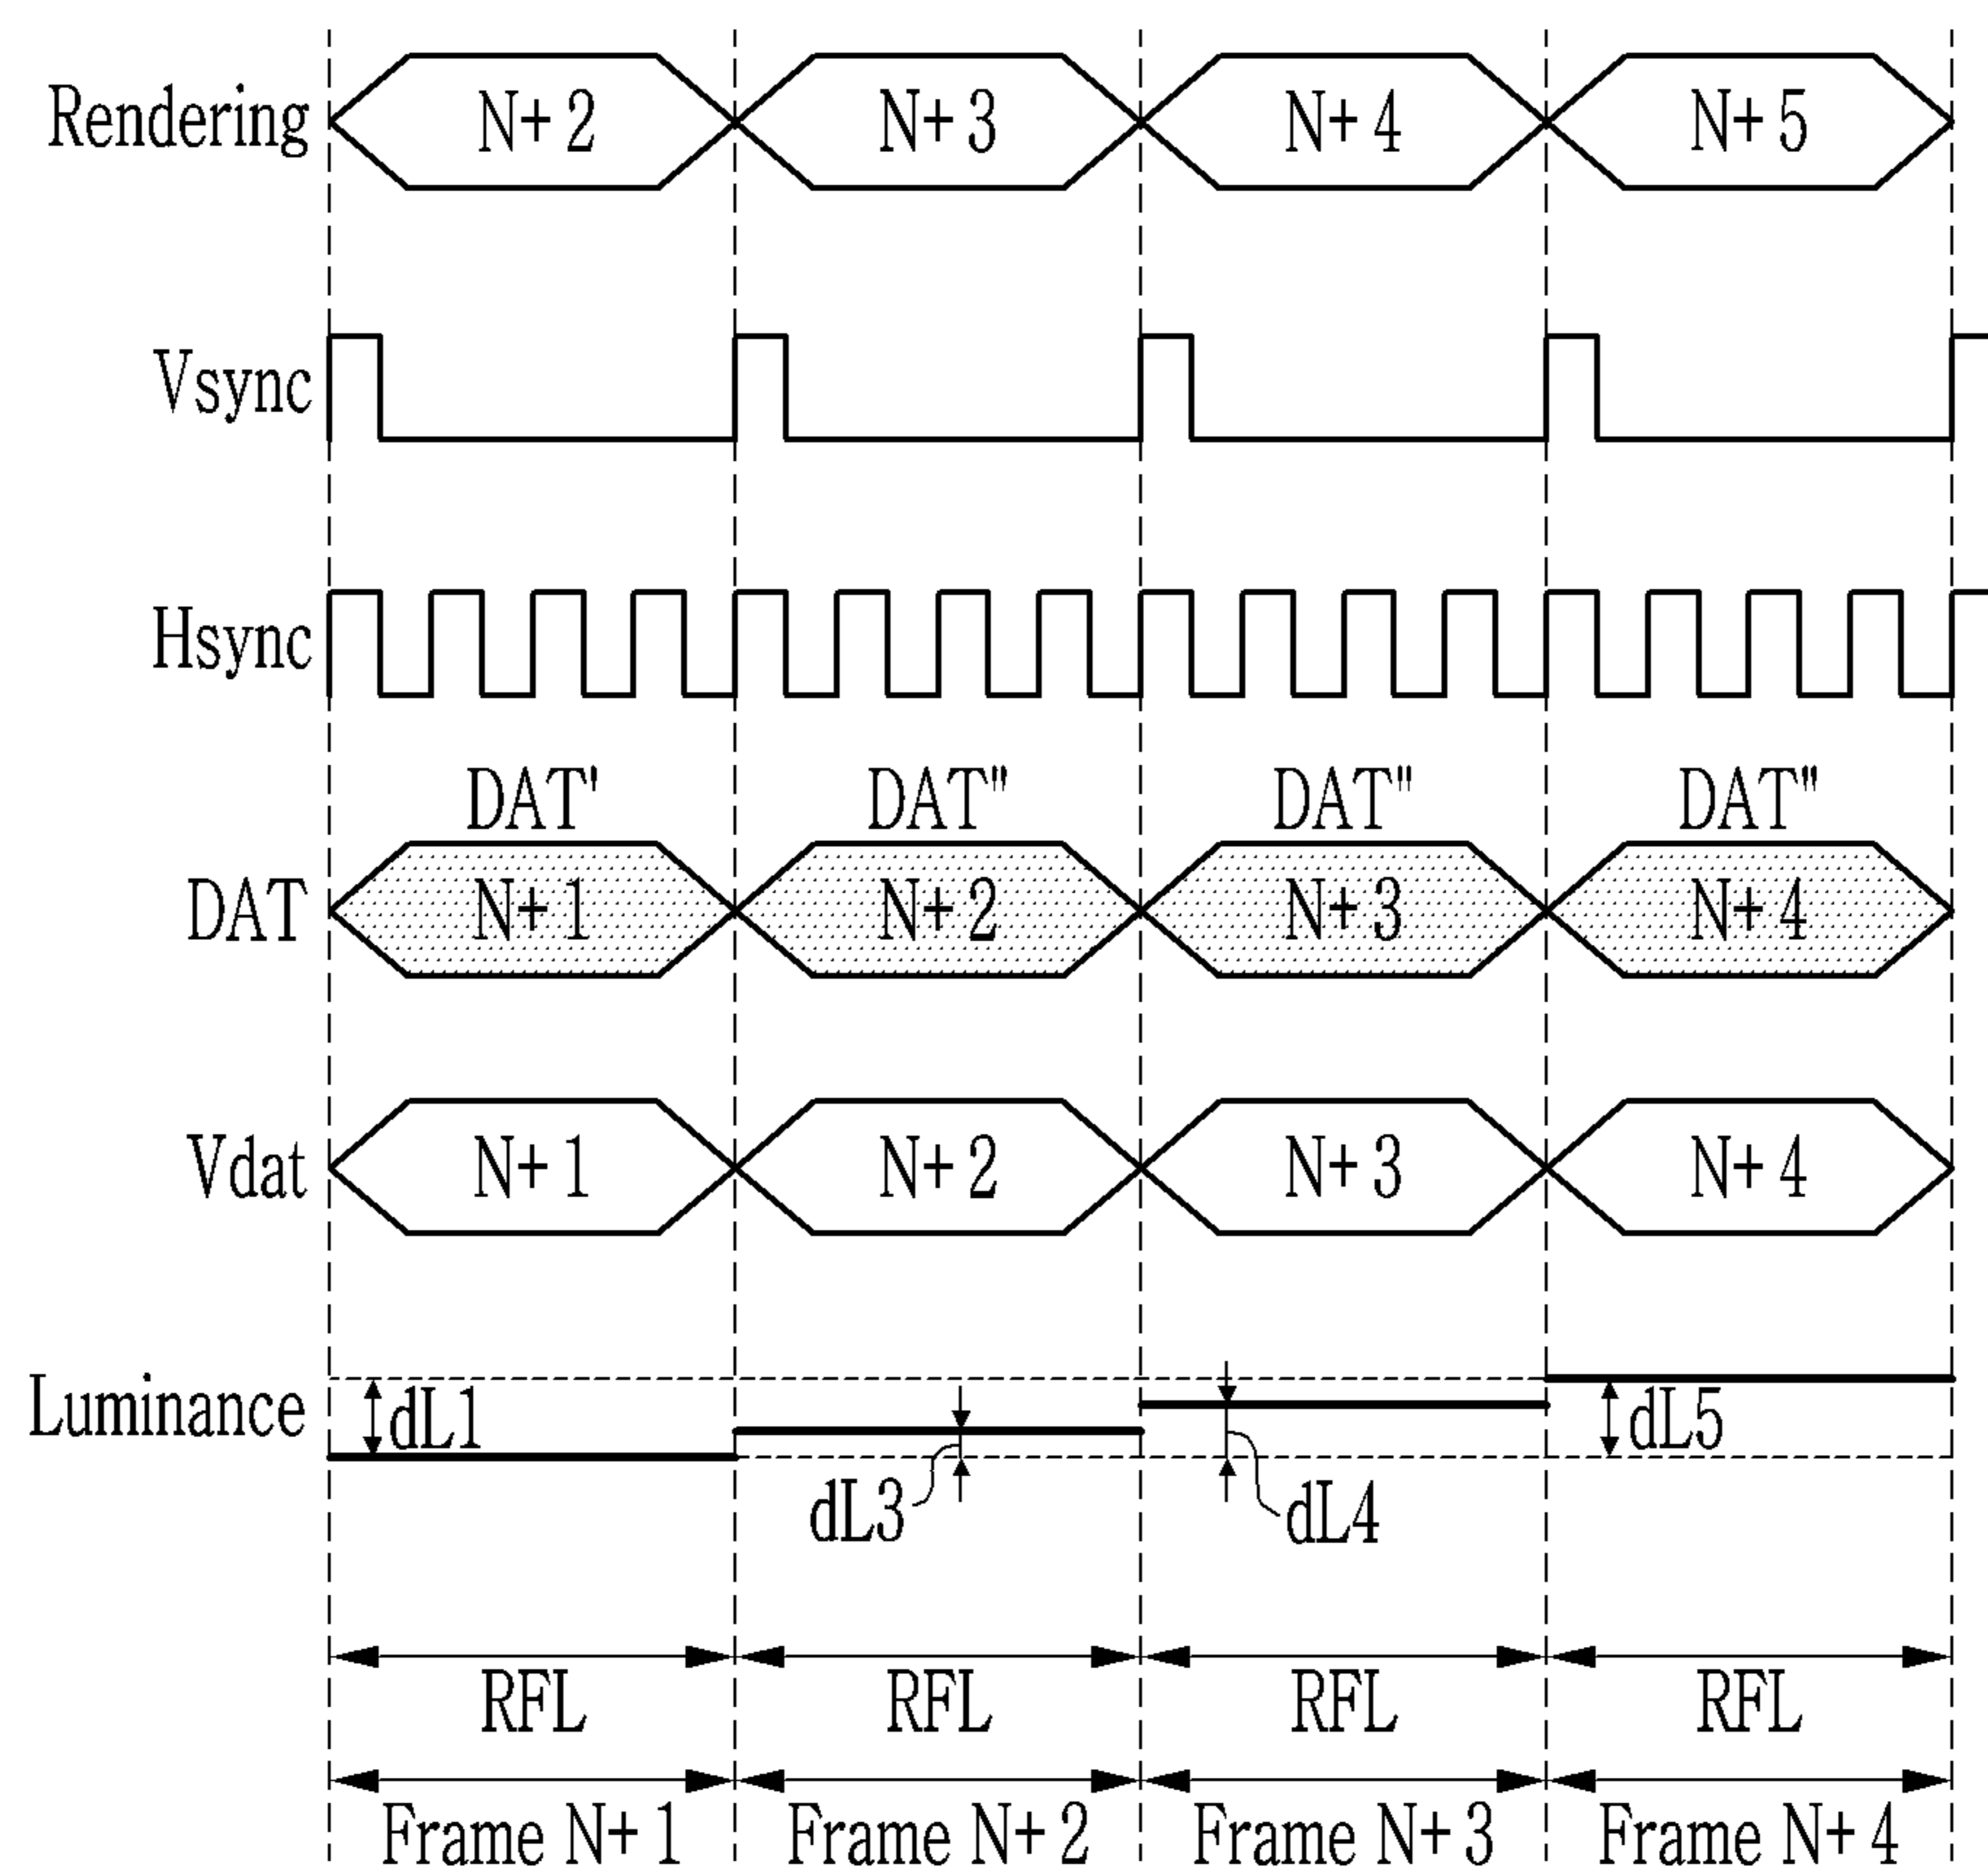 Rendering N+2 N+3 N+4 N+5
Vsync
Hsync
DAT' DAT" DAT" DAT"
DAT N+1 N+2 N+3 N+4
Vdat N+1 N+2 N+3 N+4
Luminance dL1 dL5
dL3 dL4
RFL RFL RFL RFL
Frame N+1 Frame N+2 Frame N+3 Frame N+4